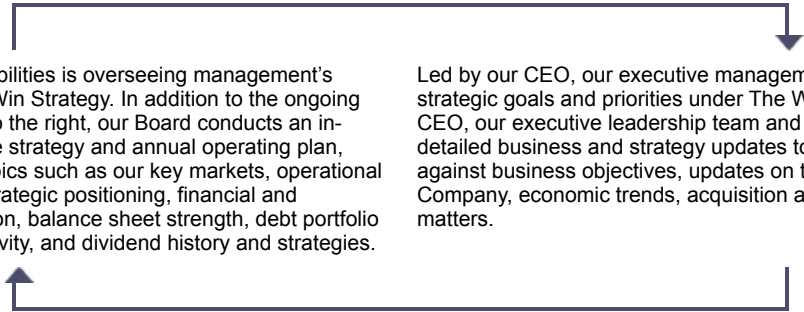 bilities is overseeing management's
Win Strategy. In addition to the ongoing
the right, our Board conducts an in-
strategy and annual operating plan,
pics such as our key markets, operational
rategic positioning, financial and
on, balance sheet strength, debt portfolio
vity, and dividend history and strategies.
Led by our CEO, our executive managem
strategic goals and priorities under The W
CEO, our executive leadership team and
detailed business and strategy updates to
against business objectives, updates on t
Company, economic trends, acquisition a
matters.